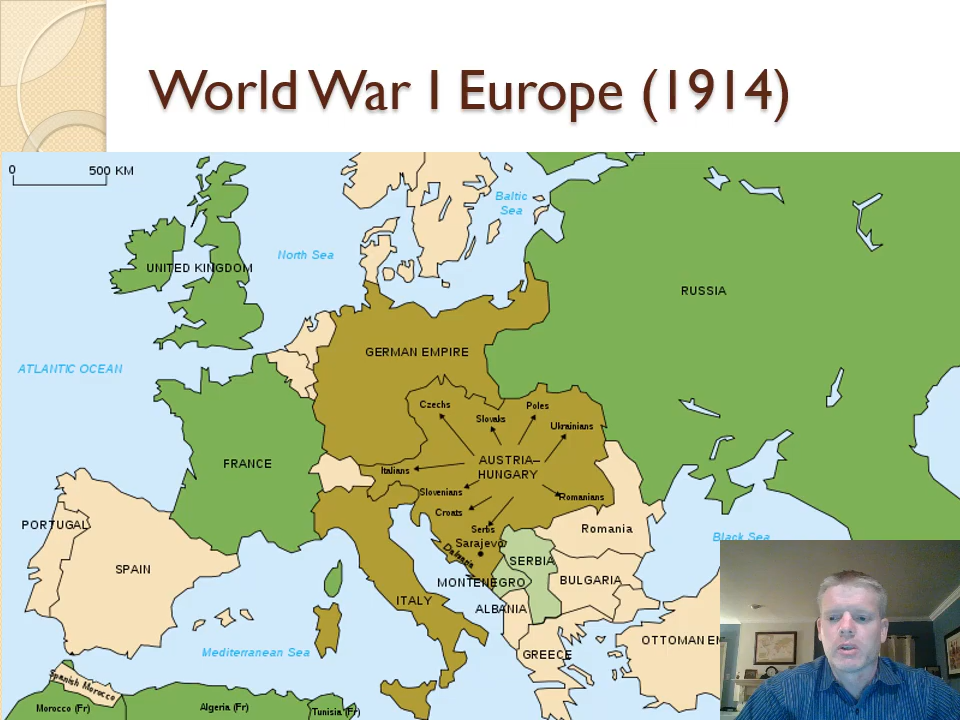 World War I Europe (1914)
0 500 KM
Baltic
Sea
North Sea
UNITED KINGDOM
RUSSIA
GERMAN EMPIRE
ATLANTIC OCEAN
Czechs
Poles
Slovaks
Ukrainians
AUSTRIA–
HUNGARY
FRANCE
Italians
Slovenians
Romanians
Croats
PORTUGAL
Serbs
Romania
Black Sea
Sarajevo
Dalmatia
SERBIA
SPAIN
MONTENEGRO
BULGARIA
ITALY
ALBANIA
OTTOMAN EM
Mediterranean Sea
GREECE
Spanish Morocco
Morocco (Fr)
Algeria (Fr)
Tunisia (Fr)